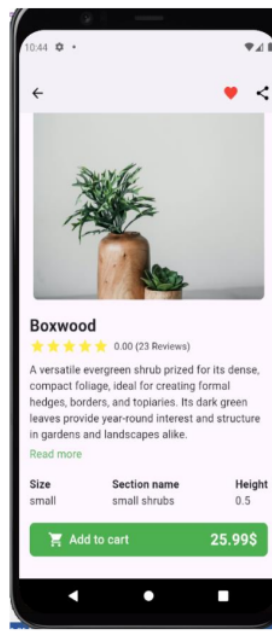 10:44
Boxwood
0.00 (23 Reviews)
A versatile evergreen shrub prized for its dense,
compact foliage, ideal for creating formal
hedges, borders, and topiaries. Its dark green
leaves provide year-round interest and structure
in gardens and landscapes alike.
Read more
Size Section name Height
small small shrubs 0.5
Add to cart 25.99$